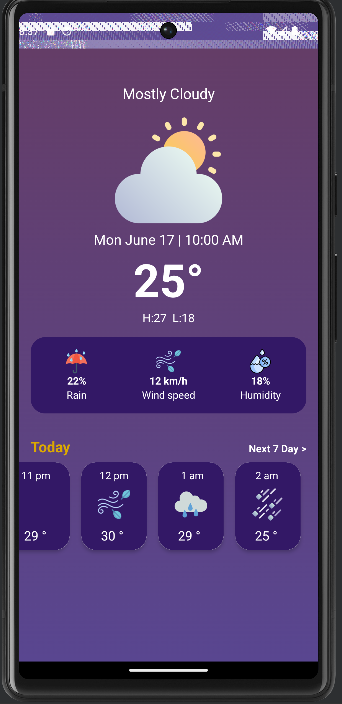 Mostly Cloudy
Mon June 17 | 10:00 AM
25°
H:27 L:18
22% 12 km/h 18%
Rain Wind speed Humidity
Today Next 7 Day >
11 pm 12 pm 1 am 2 am
29 ° 30 ° 29 ° 25 °